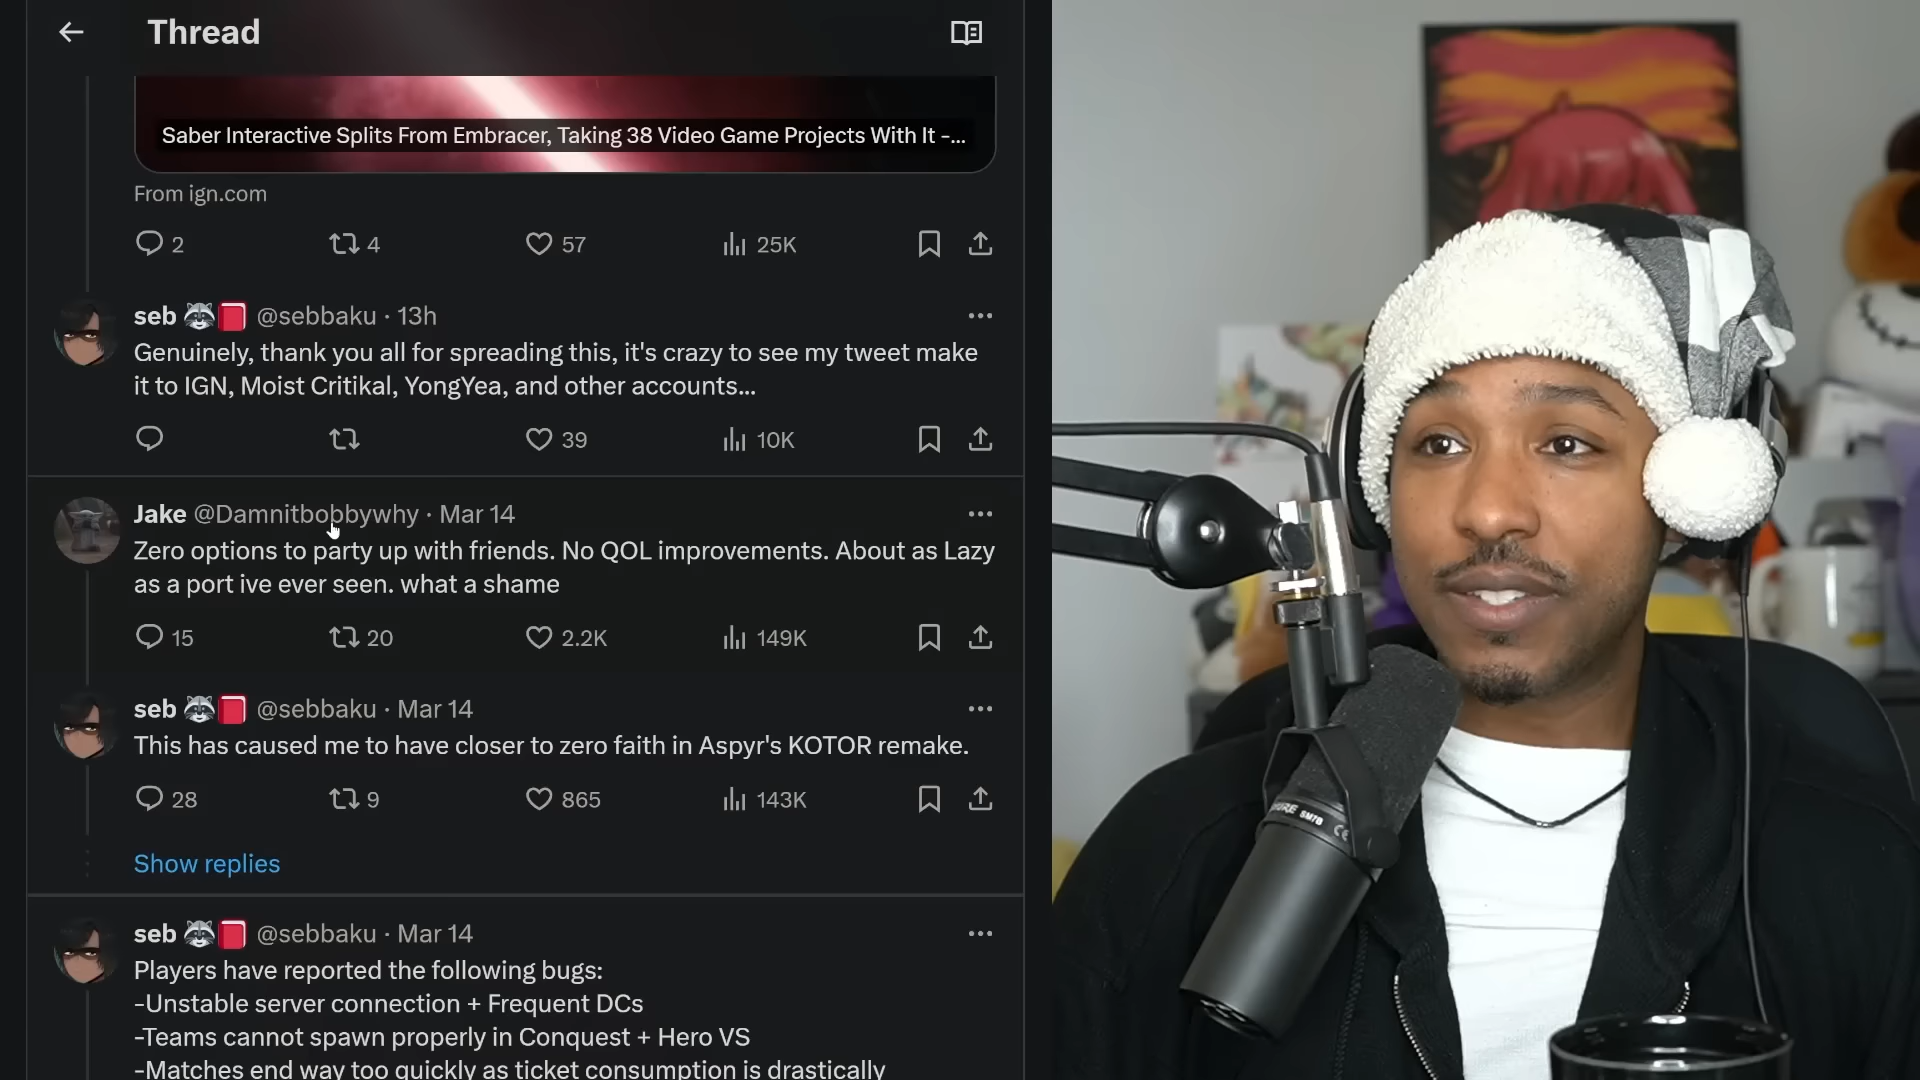 Thread
Saber Interactive Splits From Embracer, Taking 38 Video Game Projects With It -...
From ign.com
2 4 57 25K
seb @sebbaku · 13h
Genuinely, thank you all for spreading this, it's crazy to see my tweet make
it to IGN, Moist Critikal, YongYea, and other accounts...
39 10K
Jake @Damnitbobbywhy · Mar 14
Zero options to party up with friends. No QOL improvements. About as Lazy
as a port ive ever seen. what a shame
15 20 2.2K 149K
seb @sebbaku · Mar 14
This has caused me to have closer to zero faith in Aspyr's KOTOR remake.
28 9 865 143K
Show replies
seb @sebbaku · Mar 14
Players have reported the following bugs:
-Unstable server connection + Frequent DCs
-Teams cannot spawn properly in Conquest + Hero VS
-Matches end way too quickly as ticket consumption is drastically
SM7B